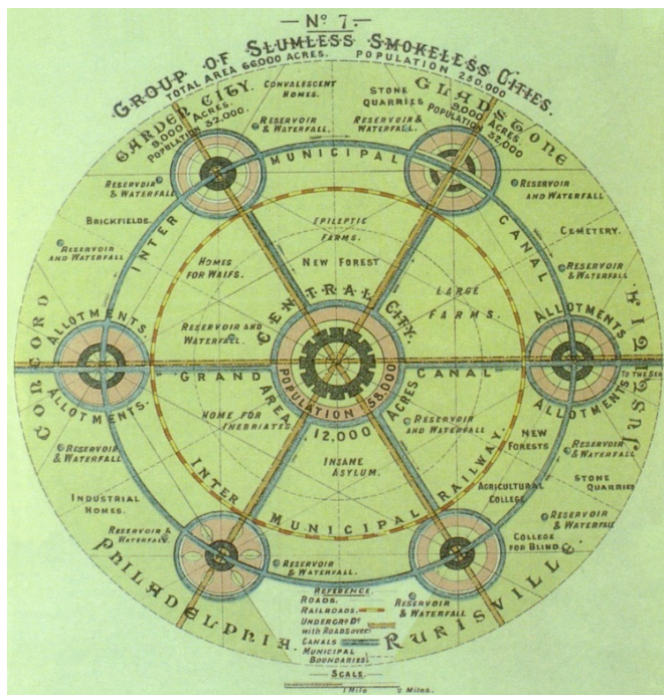 — Nº 7. —
GROUP OF SLUMLESS SMOKELESS CITIES.
TOTAL AREA 66,000 ACRES. POPULATION 250,000
GARDEN CITY.
9,000 ACRES.
POPULATION 32,000.
CONVALESCENT
HOMES.
STONE
QUARRIES
GLADSTONE
9,000 ACRES
POPULATION 32,000
RESERVOIR
& WATERFALL.
RESERVOIR &
WATERFALL.
INTER MUNICIPAL CANAL
RESERVOIR
& WATERFALL
RESERVOIR
AND WATERFALL
BRICKFIELDS.
CEMETERY.
RESERVOIR
AND WATERFALL
RESERVOIR
& WATERFALL
EPILEPTIC
FARMS.
HOMES
FOR WAIFS.
NEW FOREST
LARGE
FARMS.
CONCORD
JUSTITIA
ALLOTMENTS.
ALLOTMENTS
RESERVOIR AND
WATERFALL
CENTRAL CITY.
GRAND CANAL
TO THE SEA
POPULATION 58,000
AREA 12,000 ACRES
ALLOTMENTS.
ALLOTMENTS
HOME FOR
INEBRIATES.
RESERVOIR
AND WATERFALL
NEW
FORESTS
RESERVOIR
& WATERFALL
RESERVOIR
& WATERFALL
INSANE
ASYLUM.
STONE
QUARRIES
INTER MUNICIPAL RAILWAY.
AGRICULTURAL
COLLEGE
INDUSTRIAL
HOMES.
RESERVOIR
& WATERFALL
RESERVOIR &
WATERFALL
COLLEGE
FOR BLIND.
RESERVOIR
& WATERFALL.
PHILADELPHIA.
RURISVILLE.
REFERENCE.
ROADS.
RAILROADS.
UNDERGRD Dº
with ROADS over
CANALS
MUNICIPAL
BOUNDARIES
RESERVOIR
& WATERFALL
— SCALE. —
1 Mile 2 Miles.